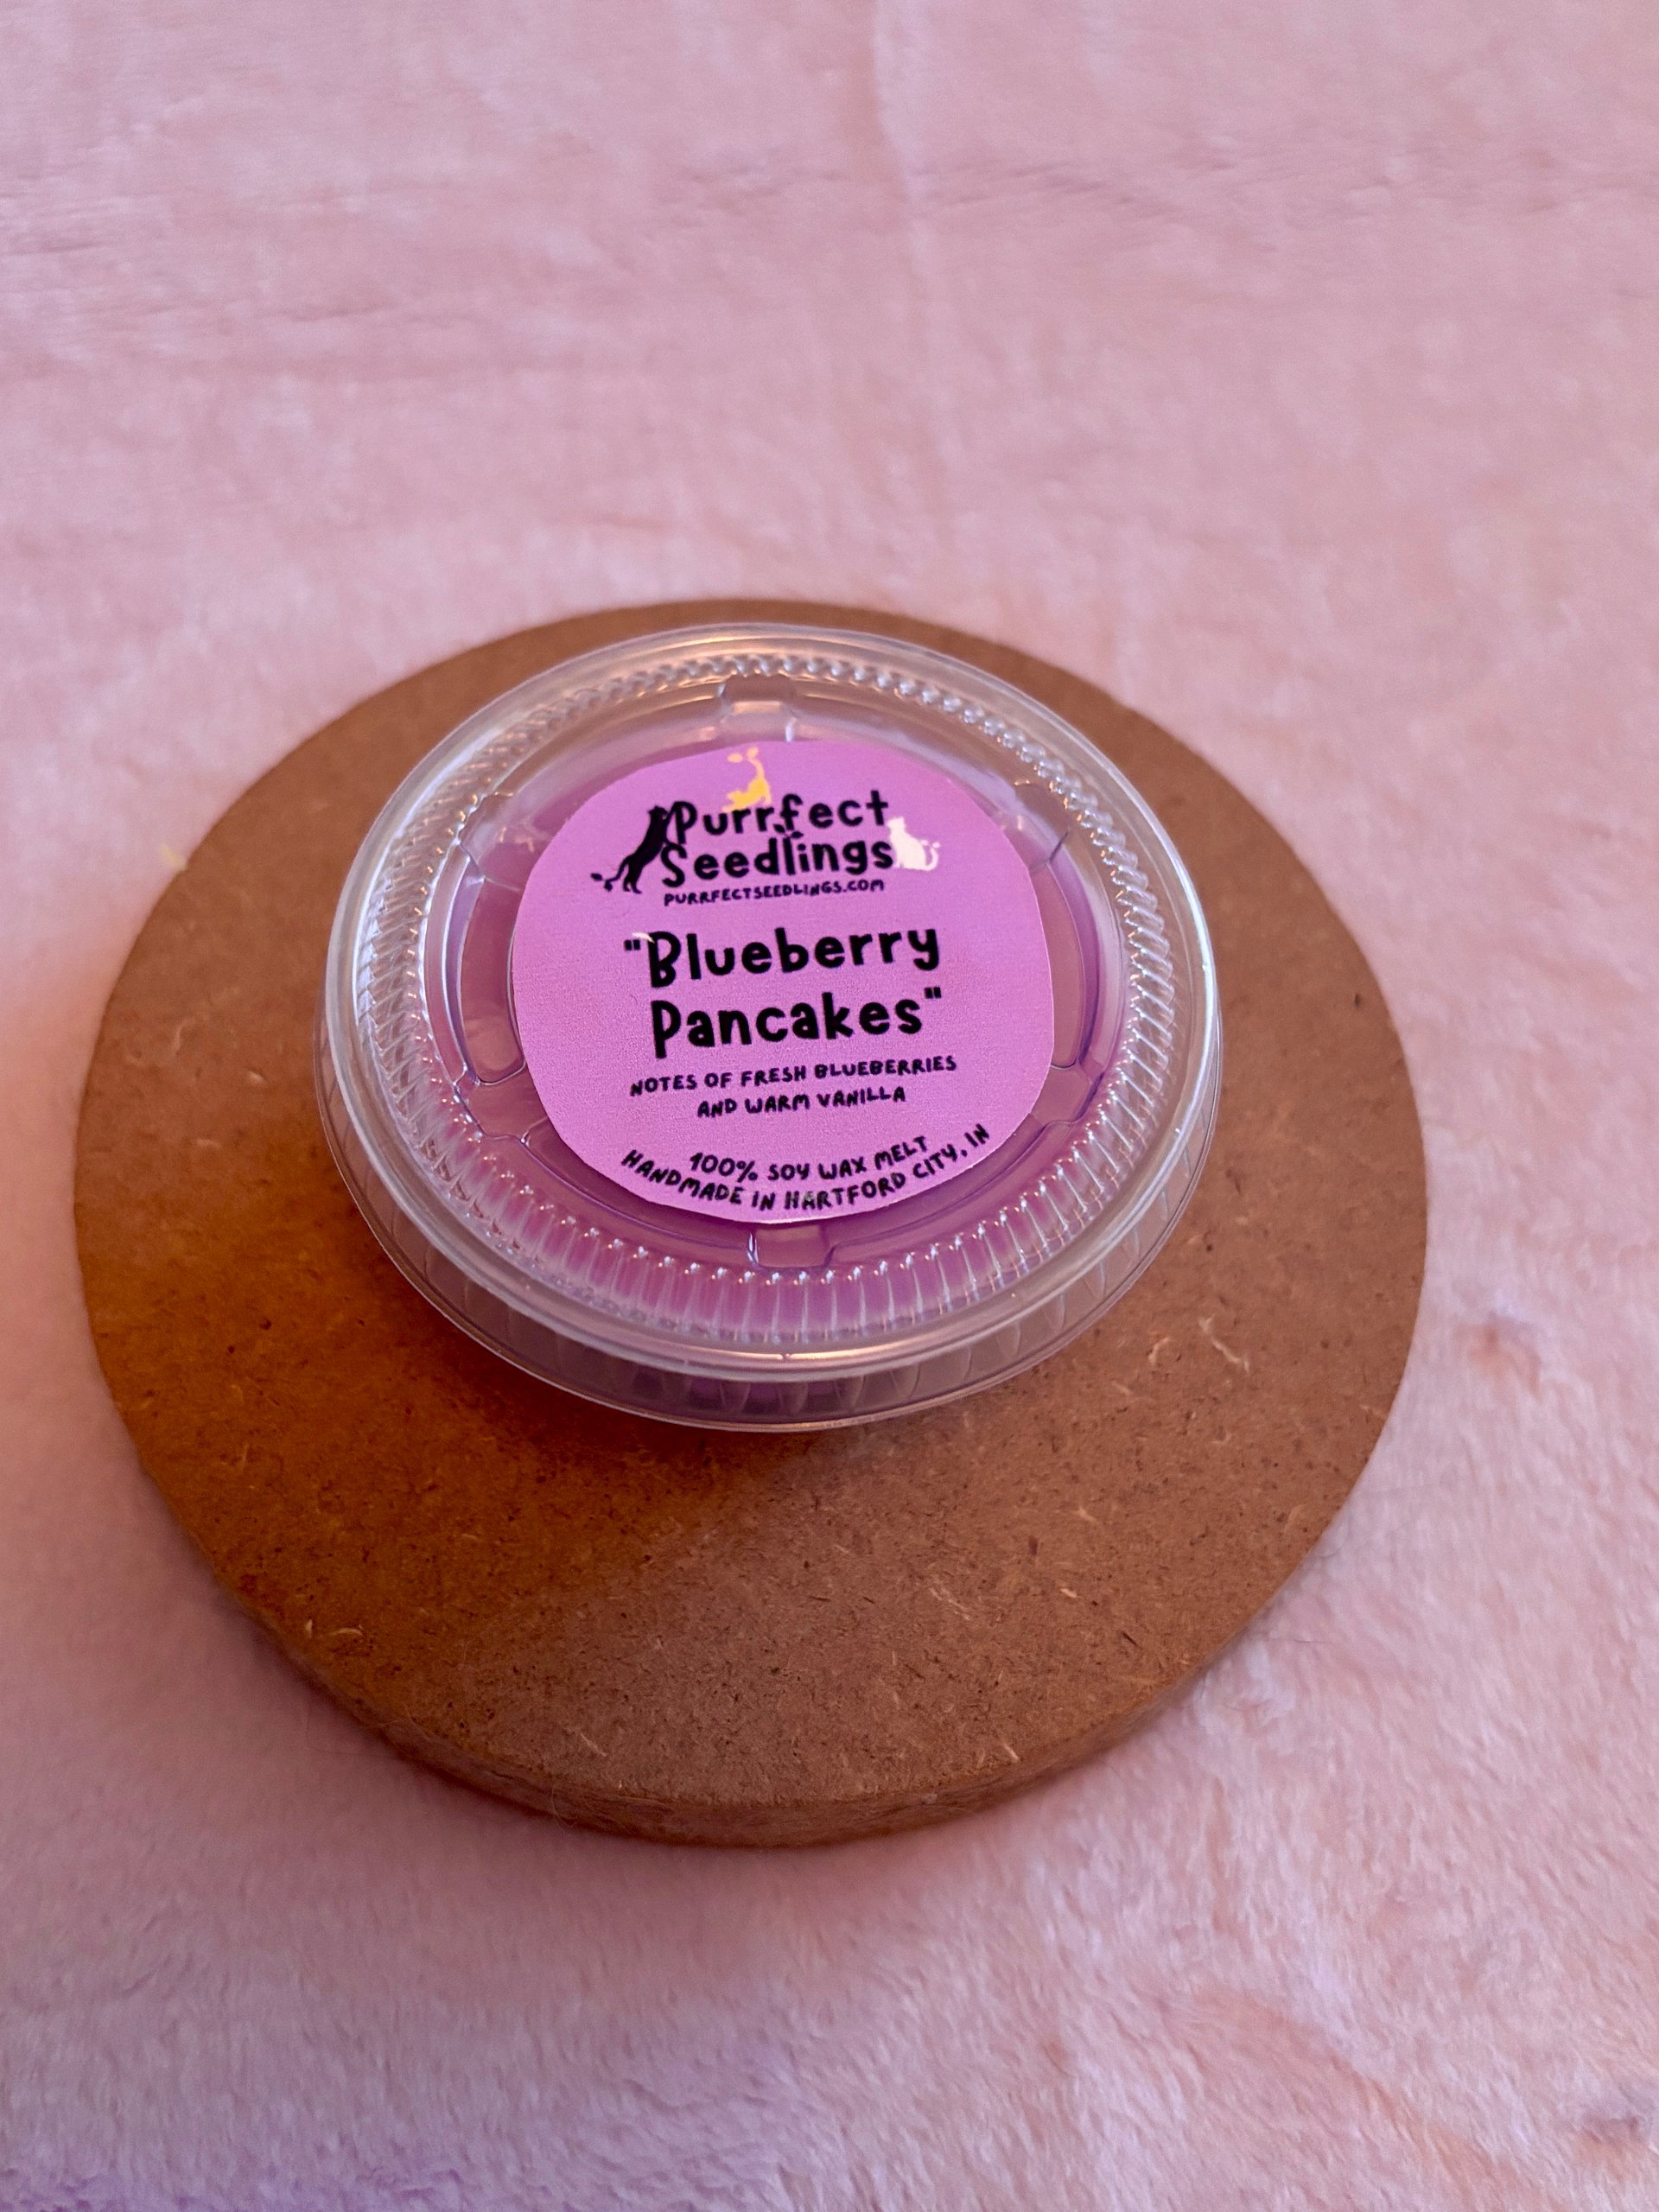 Purrfect
Seedlings
PURRFECTSEEDLINGS.COM
"Blueberry
Pancakes"
NOTES OF FRESH BLUEBERRIES
AND WARM VANILLA
100% SOY WAX MELT
HANDMADE IN HARTFORD CITY, IN